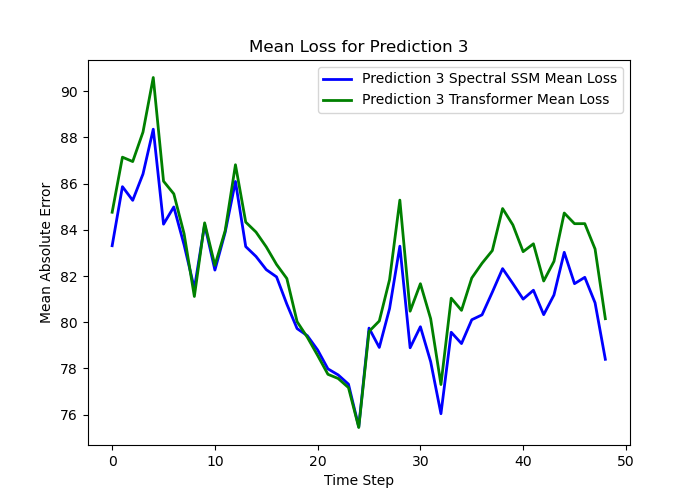 Mean Loss for Prediction 3
Prediction 3 Spectral SSM Mean Loss
Prediction 3 Transformer Mean Loss
Mean Absolute Error
90
88
86
84
82
80
78
76
0 10 20 30 40 50
Time Step